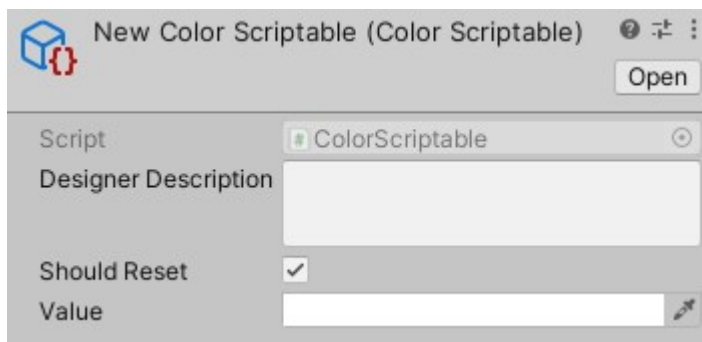 New Color Scriptable (Color Scriptable)
Open
Script # ColorScriptable
Designer Description
Should Reset
Value